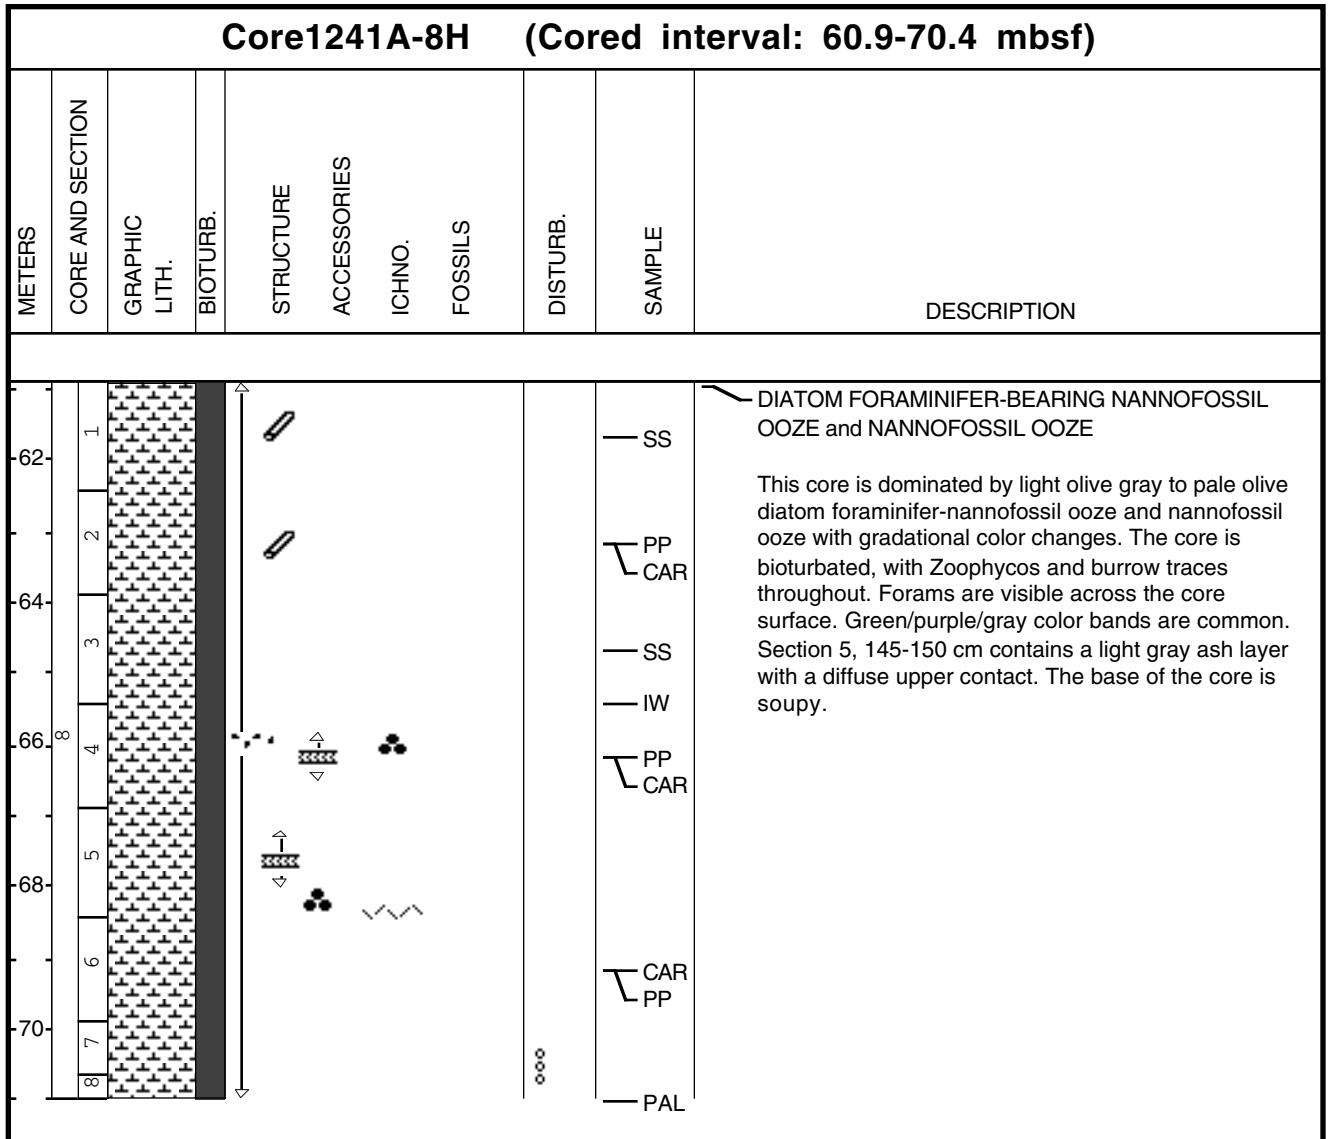 Core1241A-8H (Cored interval: 60.9-70.4 mbsf)
METERS
CORE AND SECTION
GRAPHIC
LITH.
BIOTURB.
STRUCTURE
ACCESSORIES
ICHNO.
FOSSILS
DISTURB.
SAMPLE
DESCRIPTION
62
64
66
68
70
8
1
2
3
4
5
6
7
8
SS
PP
CAR
SS
IW
PP
CAR
CAR
PP
PAL
DIATOM FORAMINIFER-BEARING NANNOFOSSIL
OOZE and NANNOFOSSIL OOZE
This core is dominated by light olive gray to pale olive
diatom foraminifer-nannofossil ooze and nannofossil
ooze with gradational color changes. The core is
bioturbated, with Zoophycos and burrow traces
throughout. Forams are visible across the core
surface. Green/purple/gray color bands are common.
Section 5, 145-150 cm contains a light gray ash layer
with a diffuse upper contact. The base of the core is
soupy.